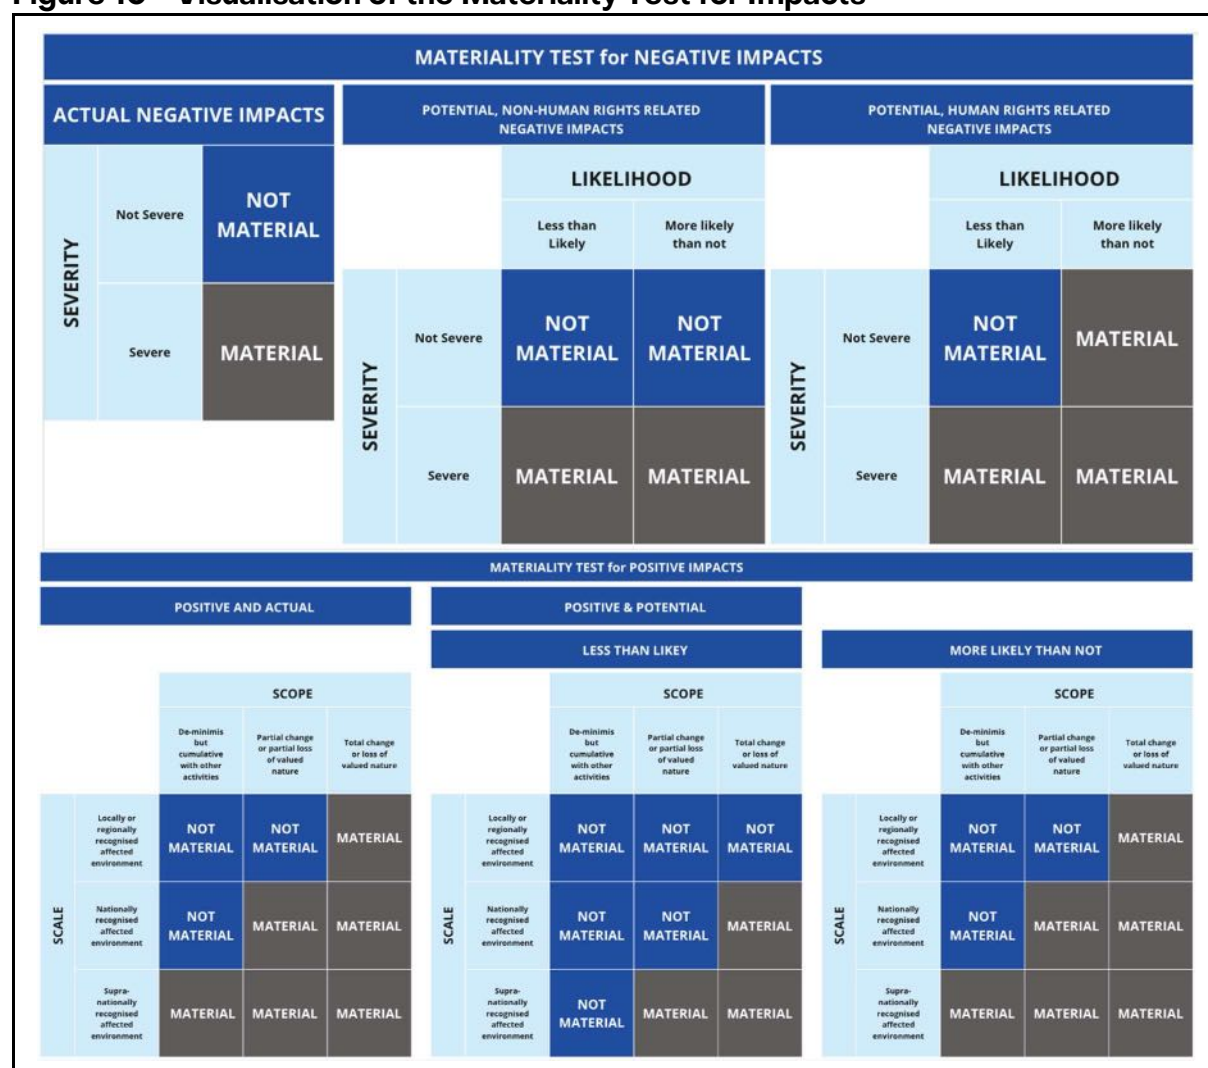 Figure 13 – Visualisation of the Materiality Test for Impacts
MATERIALITY TEST for NEGATIVE IMPACTS
ACTUAL NEGATIVE IMPACTS
SEVERITY
Not Severe
NOT
MATERIAL
Severe
MATERIAL
POTENTIAL, NON-HUMAN RIGHTS RELATED
NEGATIVE IMPACTS
LIKELIHOOD
Less than
Likely
More likely
than not
SEVERITY
Not Severe
NOT
MATERIAL
NOT
MATERIAL
Severe
MATERIAL
MATERIAL
POTENTIAL, HUMAN RIGHTS RELATED
NEGATIVE IMPACTS
LIKELIHOOD
Less than
Likely
More likely
than not
SEVERITY
Not Severe
NOT
MATERIAL
MATERIAL
Severe
MATERIAL
MATERIAL
MATERIALITY TEST for POSITIVE IMPACTS
POSITIVE AND ACTUAL
SCOPE
De-minimis
but
cumulative
with other
activities
Partial change
or partial loss
of valued
nature
Total change
or loss of
valued nature
SCALE
Locally or
regionally
recognised
affected
environment
NOT
MATERIAL
NOT
MATERIAL
MATERIAL
Nationally
recognised
affected
environment
NOT
MATERIAL
MATERIAL
MATERIAL
Supra-
nationally
recognised
affected
environment
MATERIAL
MATERIAL
MATERIAL
POSITIVE & POTENTIAL
LESS THAN LIKEY
SCOPE
De-minimis
but
cumulative
with other
activities
Partial change
or partial loss
of valued
nature
Total change
or loss of
valued nature
SCALE
Locally or
regionally
recognised
affected
environment
NOT
MATERIAL
NOT
MATERIAL
NOT
MATERIAL
Nationally
recognised
affected
environment
NOT
MATERIAL
NOT
MATERIAL
MATERIAL
Supra-
nationally
recognised
affected
environment
NOT
MATERIAL
MATERIAL
MATERIAL
MORE LIKELY THAN NOT
SCOPE
De-minimis
but
cumulative
with other
activities
Partial change
or partial loss
of valued
nature
Total change
or loss of
valued nature
SCALE
Locally or
regionally
recognised
affected
environment
NOT
MATERIAL
NOT
MATERIAL
MATERIAL
Nationally
recognised
affected
environment
NOT
MATERIAL
MATERIAL
MATERIAL
Supra-
nationally
recognised
affected
environment
MATERIAL
MATERIAL
MATERIAL